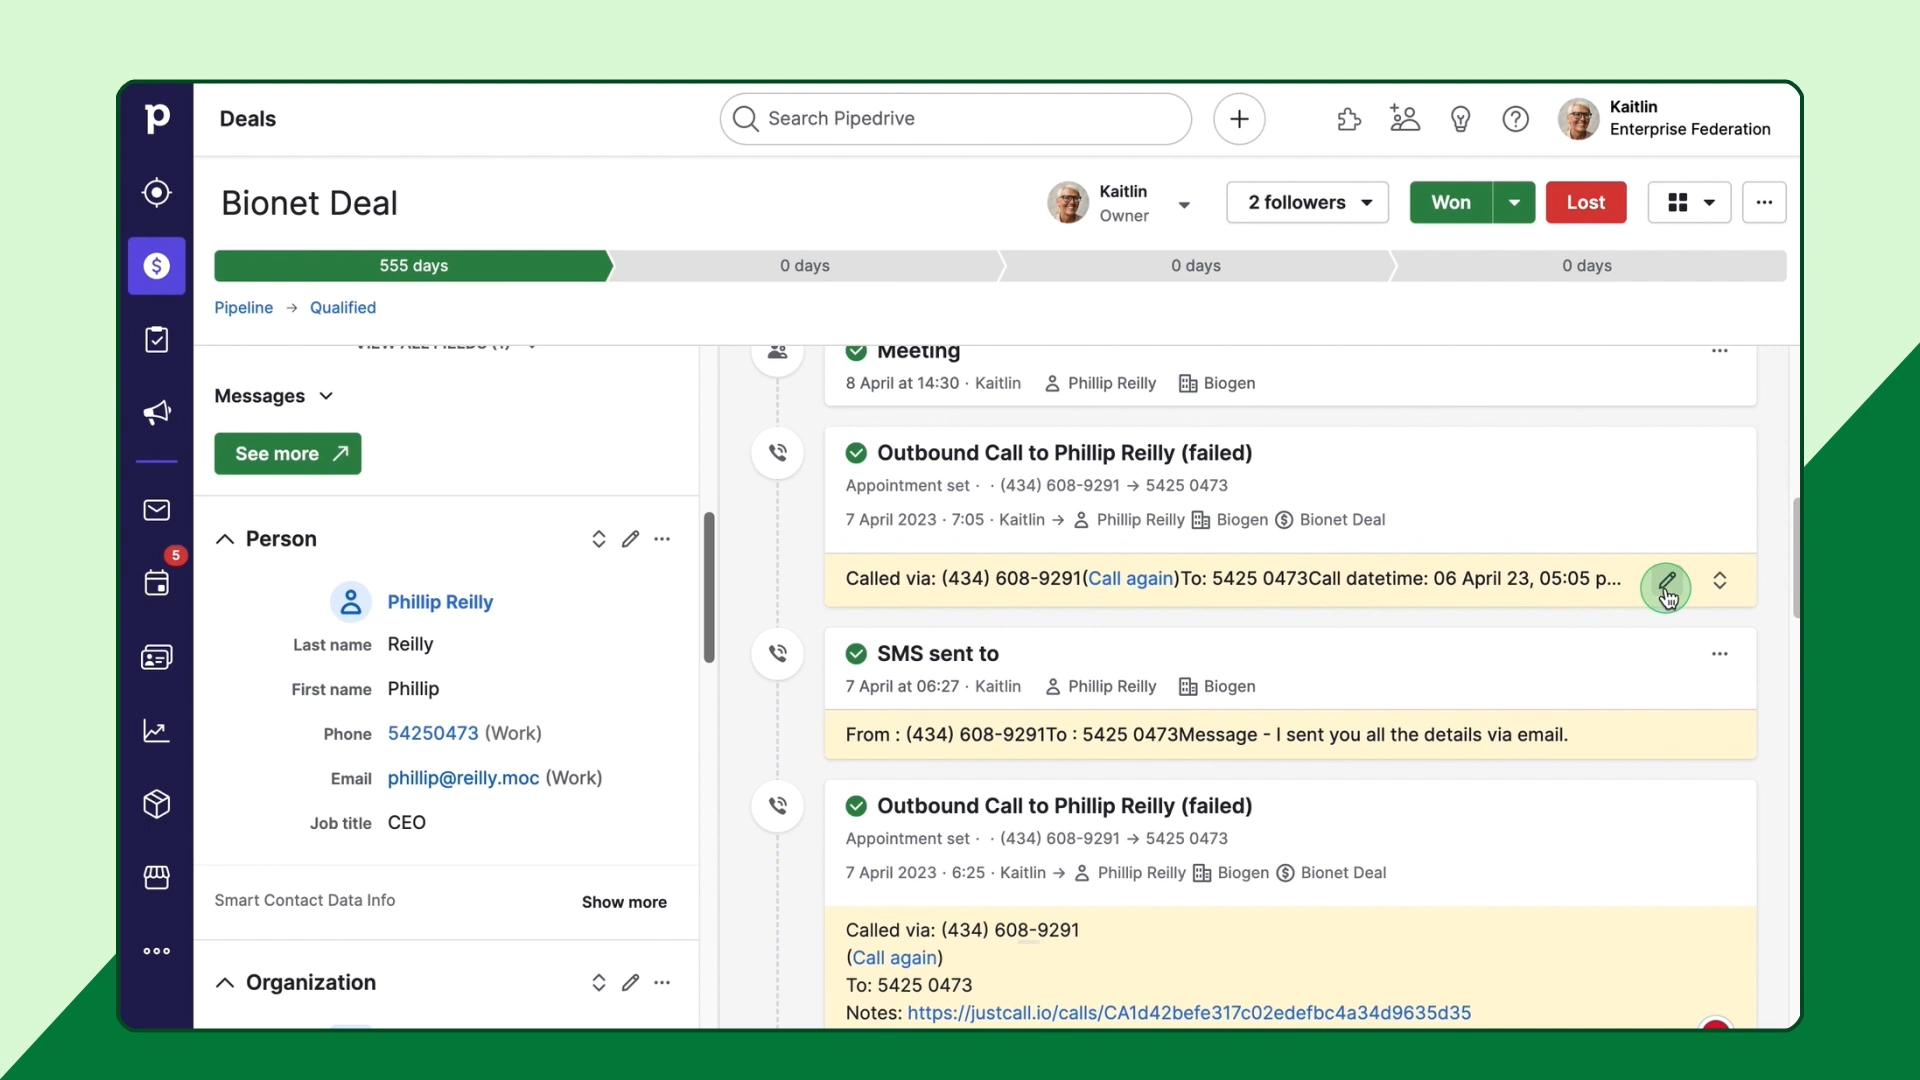 p
Deals
Search Pipedrive
Kaitlin
Enterprise Federation
Bionet Deal
Kaitlin
Owner
2 followers
Won
Lost
555 days
0 days
0 days
0 days
Pipeline → Qualified
VIEW ALL FIELDS (1)
Messages
See more
5
Person
Phillip Reilly
Last name Reilly
First name Phillip
Phone 54250473 (Work)
Email phillip@reilly.moc (Work)
Job title CEO
Smart Contact Data Info Show more
Organization
Meeting
8 April at 14:30 · Kaitlin Phillip Reilly Biogen
Outbound Call to Phillip Reilly (failed)
Appointment set · · (434) 608-9291 → 5425 0473
7 April 2023 · 7:05 · Kaitlin → Phillip Reilly Biogen Bionet Deal
Called via: (434) 608-9291(Call again)To: 5425 0473Call datetime: 06 April 23, 05:05 p...
SMS sent to
7 April at 06:27 · Kaitlin Phillip Reilly Biogen
From : (434) 608-9291To : 5425 0473Message - I sent you all the details via email.
Outbound Call to Phillip Reilly (failed)
Appointment set · · (434) 608-9291 → 5425 0473
7 April 2023 · 6:25 · Kaitlin → Phillip Reilly Biogen Bionet Deal
Called via: (434) 608-9291
(Call again)
To: 5425 0473
Notes: https://justcall.io/calls/CA1d42befe317c02edefbc4a34d9635d35